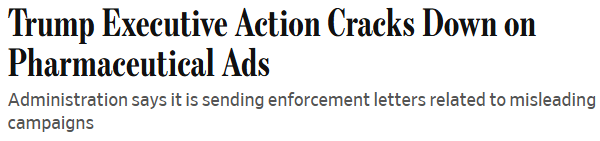 Trump Executive Action Cracks Down on
Pharmaceutical Ads
Administration says it is sending enforcement letters related to misleading
campaigns